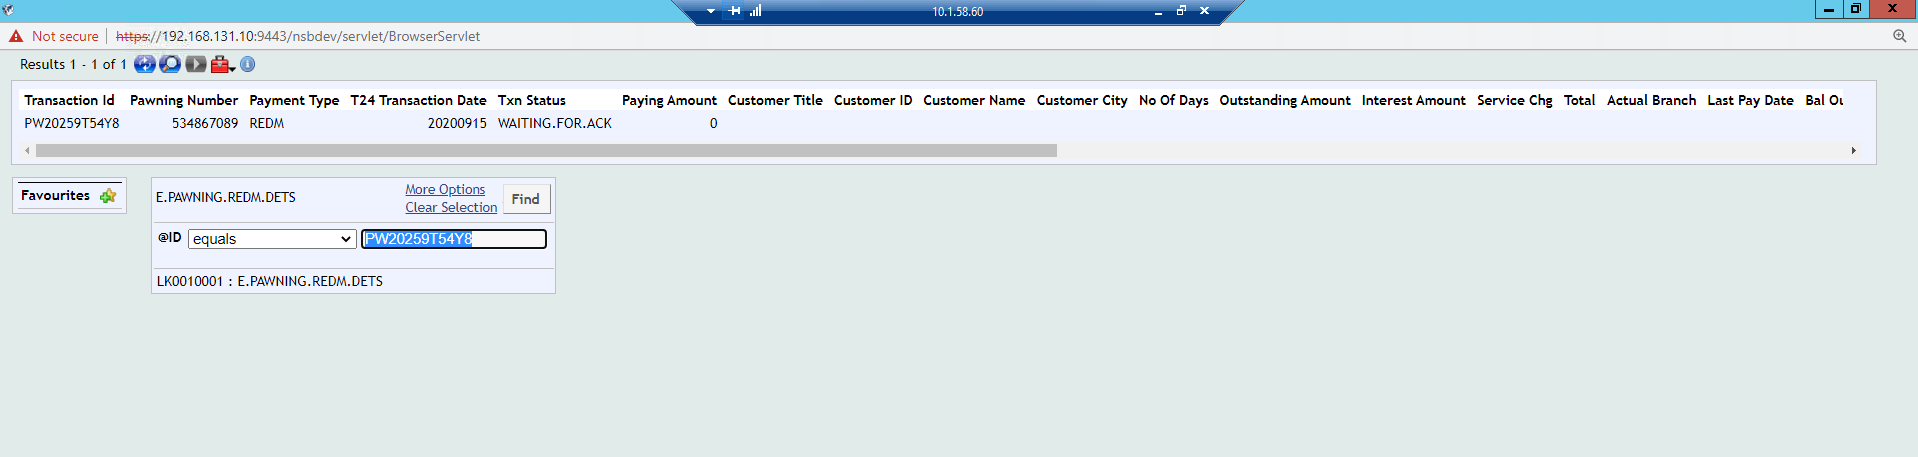 10.1.58.60
Not secure https://192.168.131.10:9443/nsbdev/servlet/BrowserServlet
Results 1 - 1 of 1
Transaction Id Pawning Number Payment Type T24 Transaction Date Txn Status Paying Amount Customer Title Customer ID Customer Name Customer City No Of Days Outstanding Amount Interest Amount Service Chg Total Actual Branch Last Pay Date Bal Ou
PW20259T54Y8 534867089 REDM 20200915 WAITING.FOR.ACK 0
Favourites
E.PAWNING.REDM.DETS
More Options
Clear Selection
Find
@ID equals PW20259T54Y8
LK0010001 : E.PAWNING.REDM.DETS